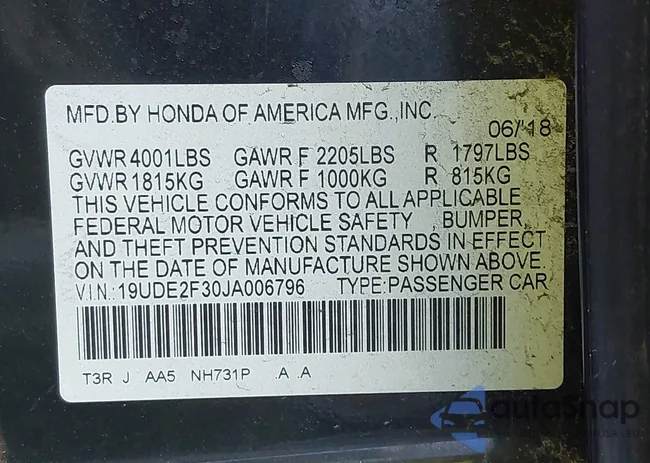 MFD.BY HONDA OF AMERICA MFG.,INC.
06/'18
GVWR 4001LBS GAWR F 2205LBS R 1797LBS
GVWR 1815KG GAWR F 1000KG R 815KG
THIS VEHICLE CONFORMS TO ALL APPLICABLE
FEDERAL MOTOR VEHICLE SAFETY , BUMPER
AND THEFT PREVENTION STANDARDS IN EFFECT
ON THE DATE OF MANUFACTURE SHOWN ABOVE.
V.I.N.: 19UDE2F30JA006796 TYPE:PASSENGER CAR
T3R J AA5 NH731P .A .A
autoSnap